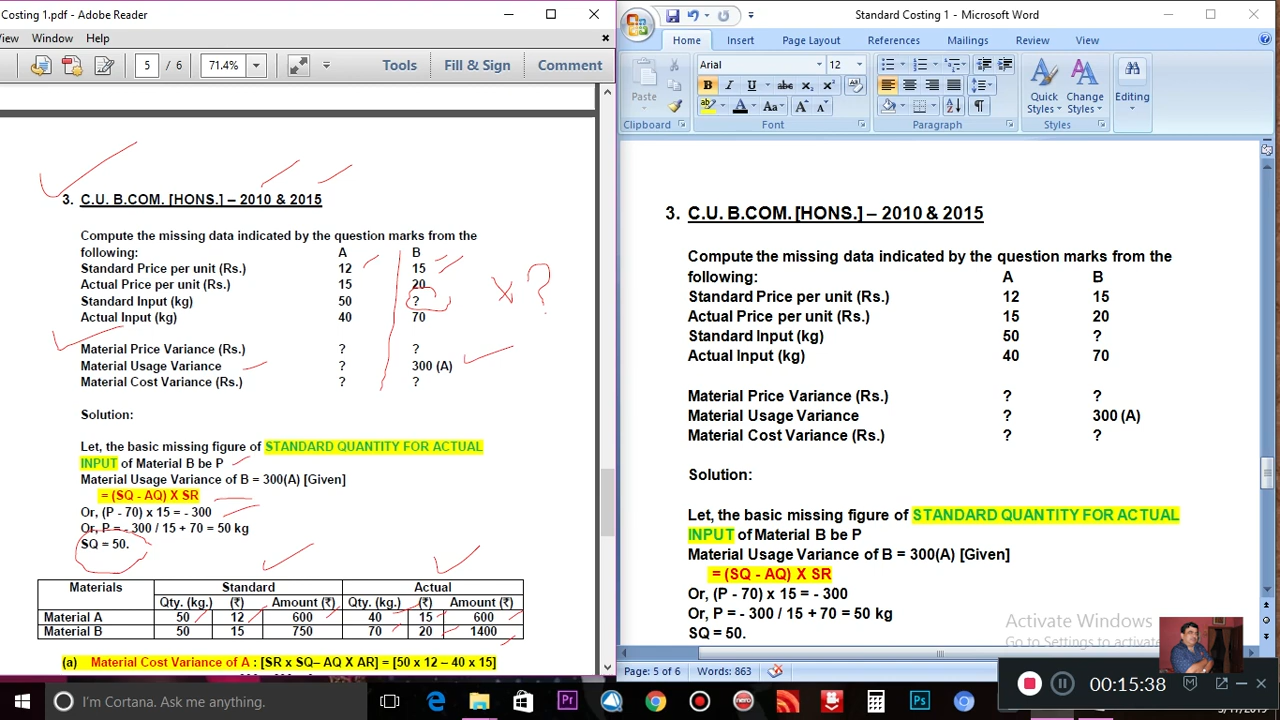 Costing 1.pdf - Adobe Reader
View Window Help
5 / 6 71.4% Tools Fill & Sign Comment
3. C.U. B.COM. [HONS.] – 2010 & 2015
Compute the missing data indicated by the question marks from the
following: A B
Standard Price per unit (Rs.) 12 15
Actual Price per unit (Rs.) 15 20
Standard Input (kg) 50 ? x ?
Actual Input (kg) 40 70
Material Price Variance (Rs.) ? ?
Material Usage Variance ? 300 (A)
Material Cost Variance (Rs.) ? ?
Solution:
Let, the basic missing figure of STANDARD QUANTITY FOR ACTUAL
INPUT of Material B be P
Material Usage Variance of B = 300(A) [Given]
= (SQ - AQ) X SR
Or, (P - 70) x 15 = - 300
Or, P = - 300 / 15 + 70 = 50 kg
SQ = 50.
Materials Standard Actual
Qty. (kg.) (₹) Amount (₹) Qty. (kg.) (₹) Amount (₹)
Material A 50 12 600 40 15 600
Material B 50 15 750 70 20 1400
(a) Material Cost Variance of A : [SR x SQ– AQ X AR] = [50 x 12 – 40 x 15]
Standard Costing 1 - Microsoft Word
Home Insert Page Layout References Mailings Review View
Paste Arial 12 Quick Styles Change Styles Editing
Clipboard Font Paragraph Styles
3. C.U. B.COM. [HONS.] – 2010 & 2015
Compute the missing data indicated by the question marks from the
following: A B
Standard Price per unit (Rs.) 12 15
Actual Price per unit (Rs.) 15 20
Standard Input (kg) 50 ?
Actual Input (kg) 40 70
Material Price Variance (Rs.) ? ?
Material Usage Variance ? 300 (A)
Material Cost Variance (Rs.) ? ?
Solution:
Let, the basic missing figure of STANDARD QUANTITY FOR ACTUAL
INPUT of Material B be P
Material Usage Variance of B = 300(A) [Given]
= (SQ - AQ) X SR
Or, (P - 70) x 15 = - 300
Or, P = - 300 / 15 + 70 = 50 kg
SQ = 50.
Activate Windows
Go to Settings to activate
Page: 5 of 6 Words: 863
00:15:38
I'm Cortana. Ask me anything.